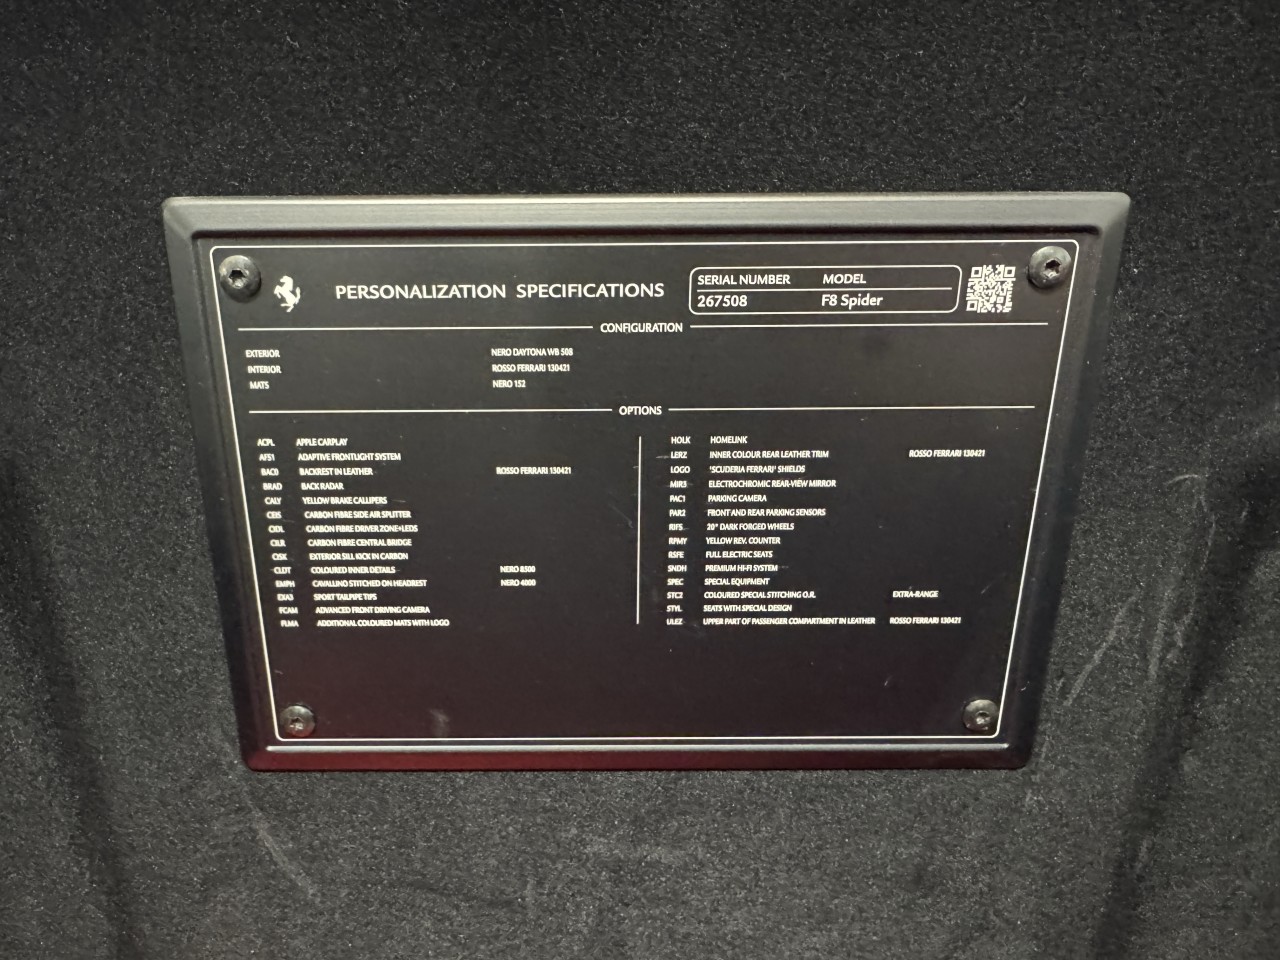 PERSONALIZATION SPECIFICATIONS
SERIAL NUMBER MODEL
267508 F8 Spider
CONFIGURATION
EXTERIOR NERO DAYTONA WB 508
INTERIOR ROSSO FERRARI 130421
MATS NERO 152
OPTIONS
ACPL APPLE CARPLAY
AFS1 ADAPTIVE FRONTLIGHT SYSTEM
BAC0 BACKREST IN LEATHER ROSSO FERRARI 130421
BRAD BACK RADAR
CALY YELLOW BRAKE CALLIPERS
CEIS CARBON FIBRE SIDE AIR SPLITTER
CIDL CARBON FIBRE DRIVER ZONE+LEDS
CILR CARBON FIBRE CENTRAL BRIDGE
CISK EXTERIOR SILL KICK IN CARBON
CLDT COLOURED INNER DETAILS NERO 8500
EMPH CAVALLINO STITCHED ON HEADREST NERO 4000
EXA3 SPORT TAILPIPE TIPS
FCAM ADVANCED FRONT DRIVING CAMERA
FLMA ADDITIONAL COLOURED MATS WITH LOGO
HOLK HOMELINK
LERZ INNER COLOUR REAR LEATHER TRIM ROSSO FERRARI 130421
LOGO 'SCUDERIA FERRARI' SHIELDS
MIR3 ELECTROCHROMIC REAR-VIEW MIRROR
PAC1 PARKING CAMERA
PAR2 FRONT AND REAR PARKING SENSORS
RIFS 20" DARK FORGED WHEELS
RPMY YELLOW REV. COUNTER
RSFE FULL ELECTRIC SEATS
SNDH PREMIUM HI-FI SYSTEM
SPEC SPECIAL EQUIPMENT
STC2 COLOURED SPECIAL STITCHING O.R. EXTRA-RANGE
STYL SEATS WITH SPECIAL DESIGN
ULEZ UPPER PART OF PASSENGER COMPARTMENT IN LEATHER ROSSO FERRARI 130421